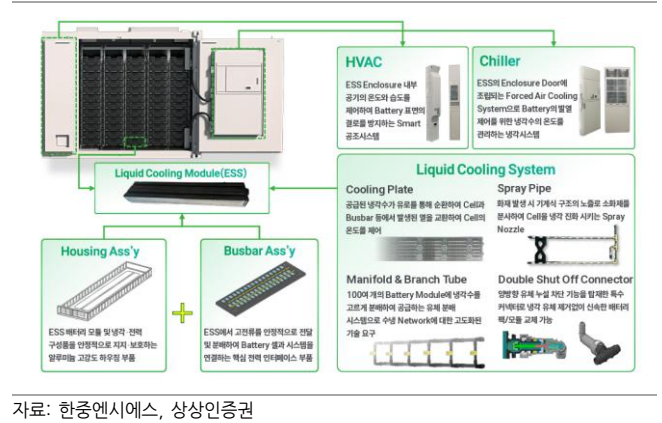 HVAC
ESS Enclosure 내부
공기의 온도와 습도를
제어하여 Battery 표면의
결로를 방지하는 Smart
공조시스템
Chiller
ESS의 Enclosure Door에
조립되는 Forced Air Cooling
System으로 Battery의 발열
제어를 위한 냉각수의 온도를
관리하는 냉각시스템
Liquid Cooling Module(ESS)
Housing Ass'y
ESS 배터리 모듈 및 냉각·전력
구성품을 안정적으로 지지·보호하는
알루미늄 고강도 하우징 부품
Busbar Ass'y
ESS에서 고전류를 안정적으로 전달
및 분배하여 Battery 셀과 시스템을
연결하는 핵심 전력 인터페이스 부품
Liquid Cooling System
Cooling Plate
공급된 냉각수가 유로를 통해 순환하여 Cell과
Busbar 등에서 발생된 열을 교환하여 Cell의
온도를 제어
Spray Pipe
화재 발생 시 기계식 구조의 노즐로 소화제를
분사하여 Cell을 냉각 진화 시키는 Spray
Nozzle
Manifold & Branch Tube
100여 개의 Battery Module에 냉각수를
고르게 분배하여 공급하는 유체 분배
시스템으로 수냉 Network에 대한 고도화된
기술 요구
Double Shut Off Connector
양방향 유체 누설 차단 기능을 탑재한 특수
커넥터로 냉각 유체 제거없이 신속한 배터리
팩/모듈 교체 가능
자료: 한중엔시에스, 상상인증권